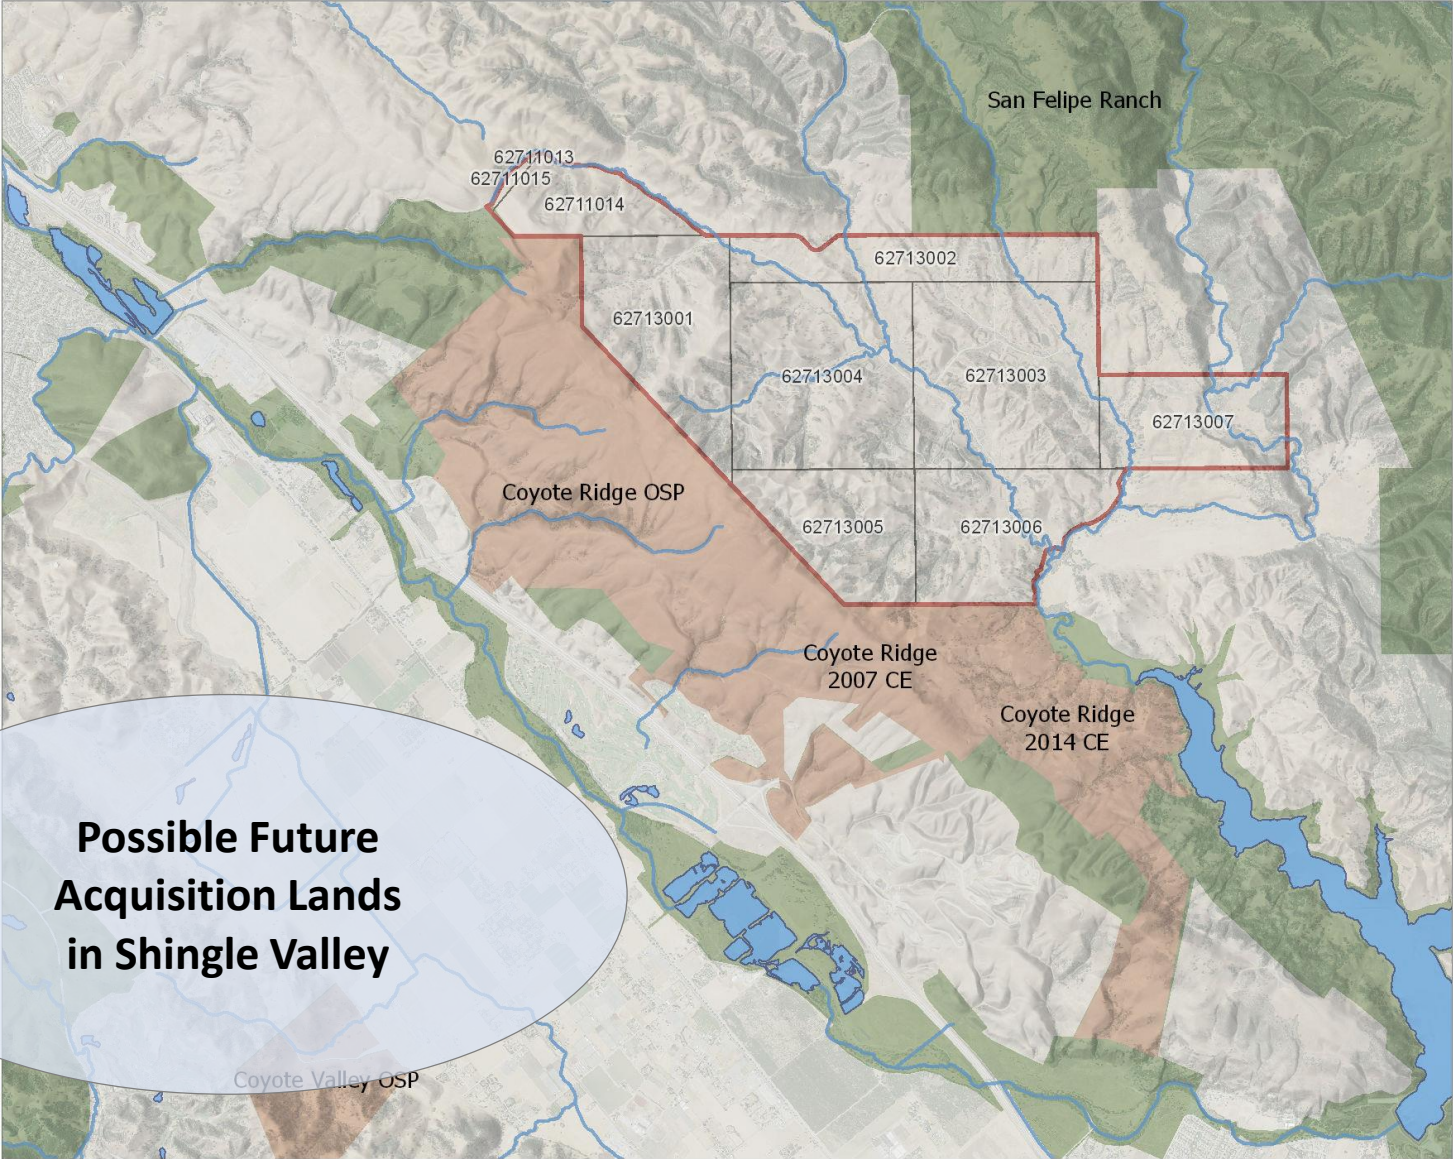 San Felipe Ranch
62711013
62711015
62711014
62713002
62713001
62713004
62713003
62713007
Coyote Ridge OSP
62713005
62713006
Coyote Ridge
2007 CE
Coyote Ridge
2014 CE
Possible Future
Acquisition Lands
in Shingle Valley
Coyote Valley OSP